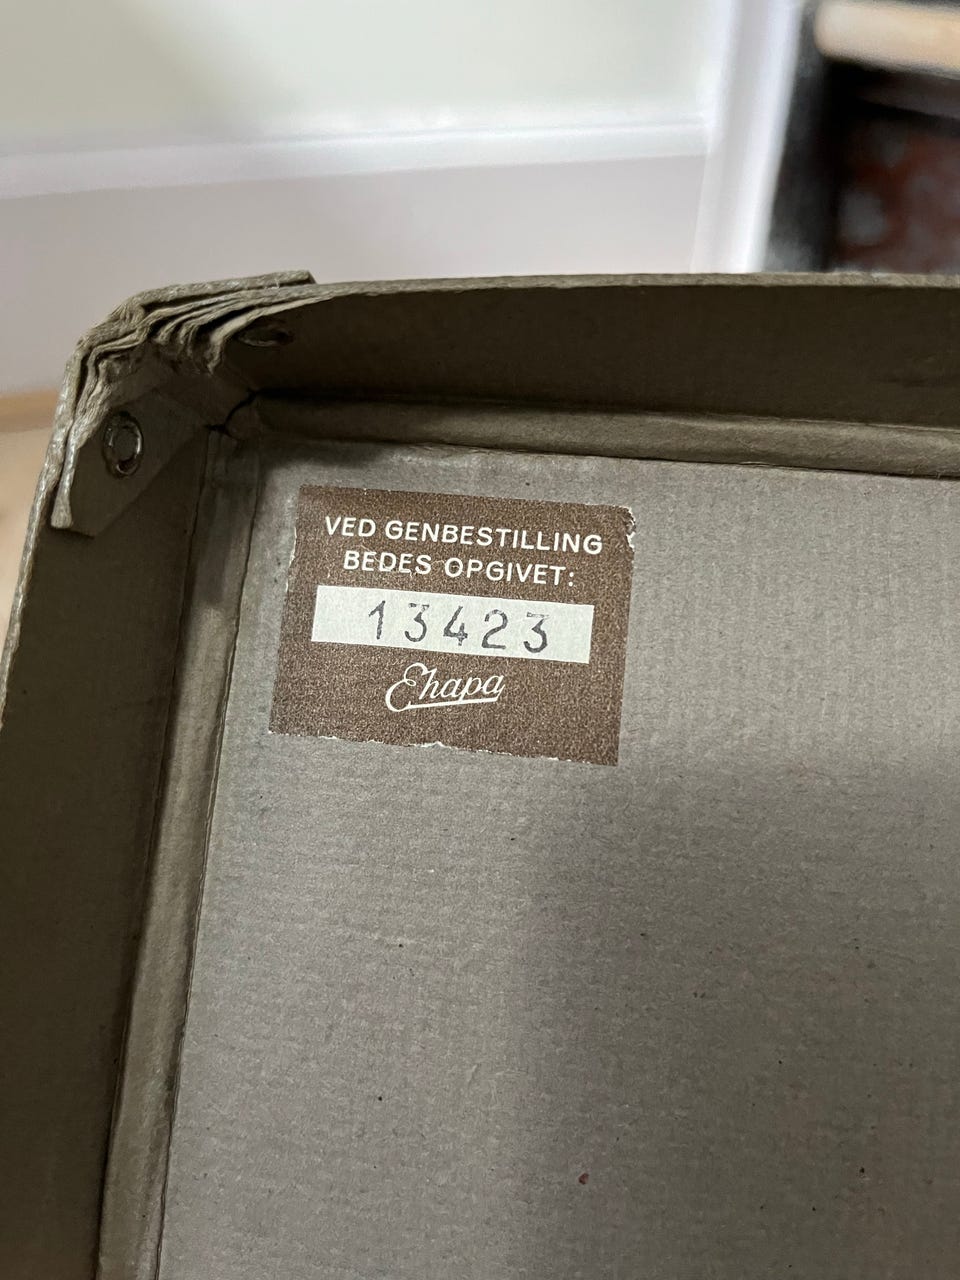 VED GENBESTILLING
BEDES OPGIVET:
13423
Ehapa